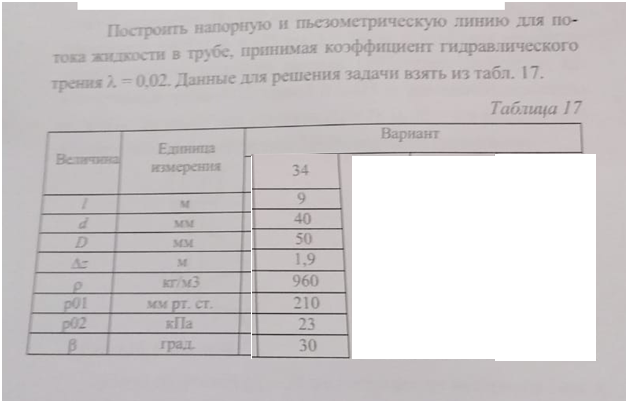 Построить напорную и пьезометрическую линию для по-
тока жидкости в трубе, принимая коэффициент гидравлического
трения λ = 0,02. Данные для решения задачи взять из табл. 17.
Таблица 17
Величина Единица измерения Вариант
34
l м 9
d мм 40
D мм 50
Δz м 1,9
ρ кг/м3 960
p01 мм рт. ст. 210
p02 кПа 23
β град. 30